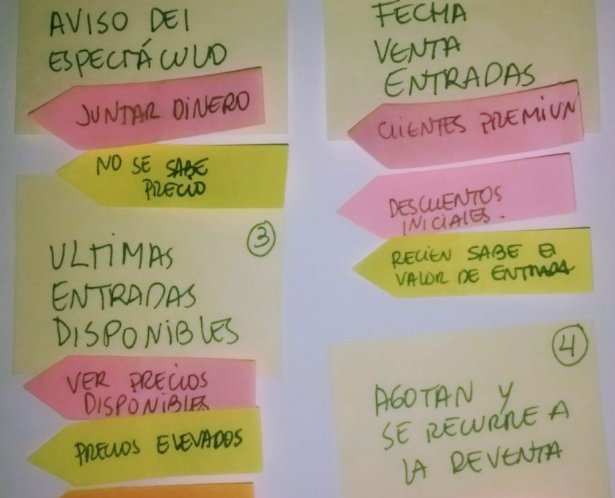 AVISO DEL
ESPECTÁCULO
JUNTAR DINERO
NO SE SABE
PRECIO
FECHA
VENTA
ENTRADAS
CLIENTES PREMIUN
DESCUENTOS
INICIALES.
RECIEN SABE EL
VALOR DE ENTRADA
3
ULTIMAS
ENTRADAS
DISPONIBLES
VER PRECIOS
DISPONIBLES
PRECIOS ELEVADOS
4
AGOTAN Y
SE RECURRE A
LA REVENTA